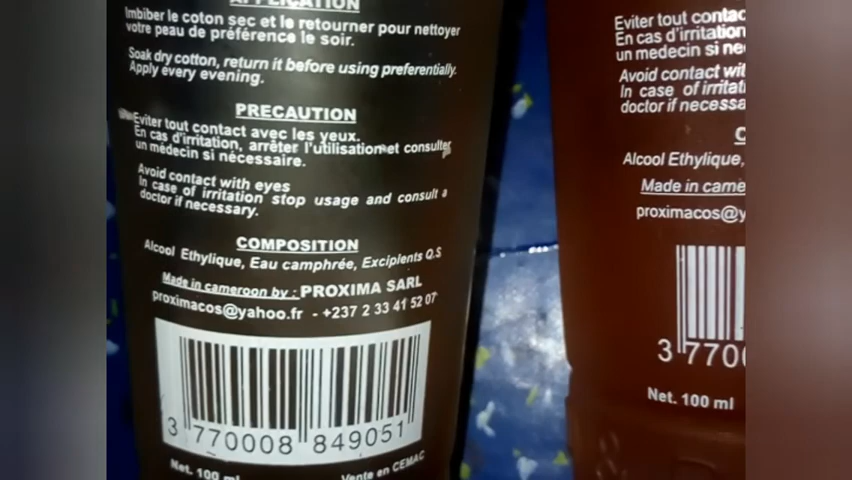 APPLICATION
Imbiber le coton sec et le retourner pour nettoyer
votre peau de préférence le soir.
Soak dry cotton, return it before using preferentially.
Apply every evening.
PRECAUTION
Eviter tout contact avec les yeux.
En cas d'irritation, arrêter l'utilisation et consulter
un médecin si nécessaire.
Avoid contact with eyes
In case of irritation stop usage and consult a
doctor if necessary.
COMPOSITION
Alcool Ethylique, Eau camphrée, Excipients Q.S
Made in cameroon by : PROXIMA SARL
proximacos@yahoo.fr - +237 2 33 41 52 07
3 770008 849051
Net. 100 ml
Vente en CEMAC
Eviter tout contac
En cas d'irritation
un medecin si ne
Avoid contact wit
In case of irritat
doctor if necessa
C
Alcool Ethylique,
Made in came
proximacos@y
3 7700
Net. 100 ml